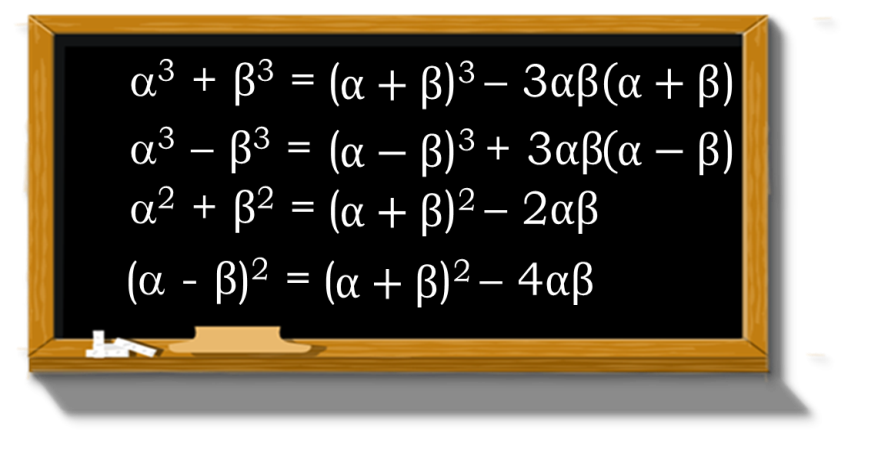 α³ + β³ = (α + β)³ – 3αβ(α + β)
α³ – β³ = (α – β)³ + 3αβ(α – β)
α² + β² = (α + β)² – 2αβ
(α - β)² = (α + β)² – 4αβ